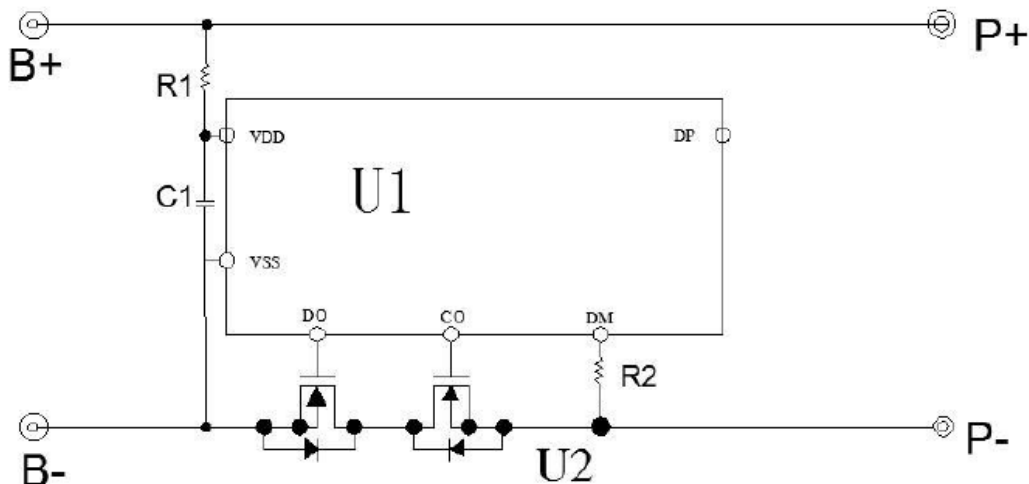 B+
P+
R1
VDD
DP
C1
U1
VSS
DO
CO
DM
R2
B-
U2
P-